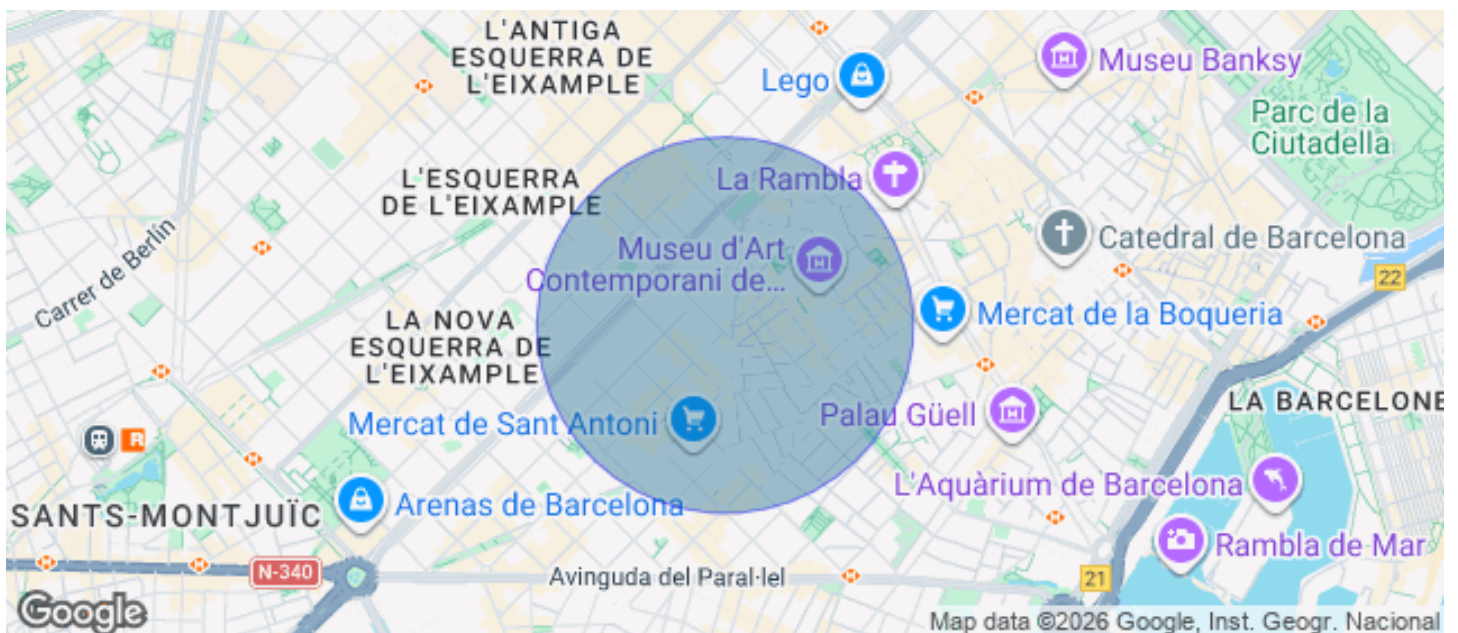 L'ANTIGA
ESQUERRA DE
L'EIXAMPLE
Lego
Museu Banksy
Parc de la
Ciutadella
L'ESQUERRA
DE L'EIXAMPLE
La Rambla
Carrer de Berlín
Museu d'Art
Contemporani de...
Catedral de Barcelona
22
LA NOVA
ESQUERRA DE
L'EIXAMPLE
Mercat de la Boqueria
Mercat de Sant Antoni
Palau Güell
LA BARCELONE
R
L'Aquàrium de Barcelona
SANTS-MONTJUÏC
Arenas de Barcelona
Rambla de Mar
N-340
Avinguda del Paral·lel
21
Google
Map data ©2026 Google, Inst. Geogr. Nacional